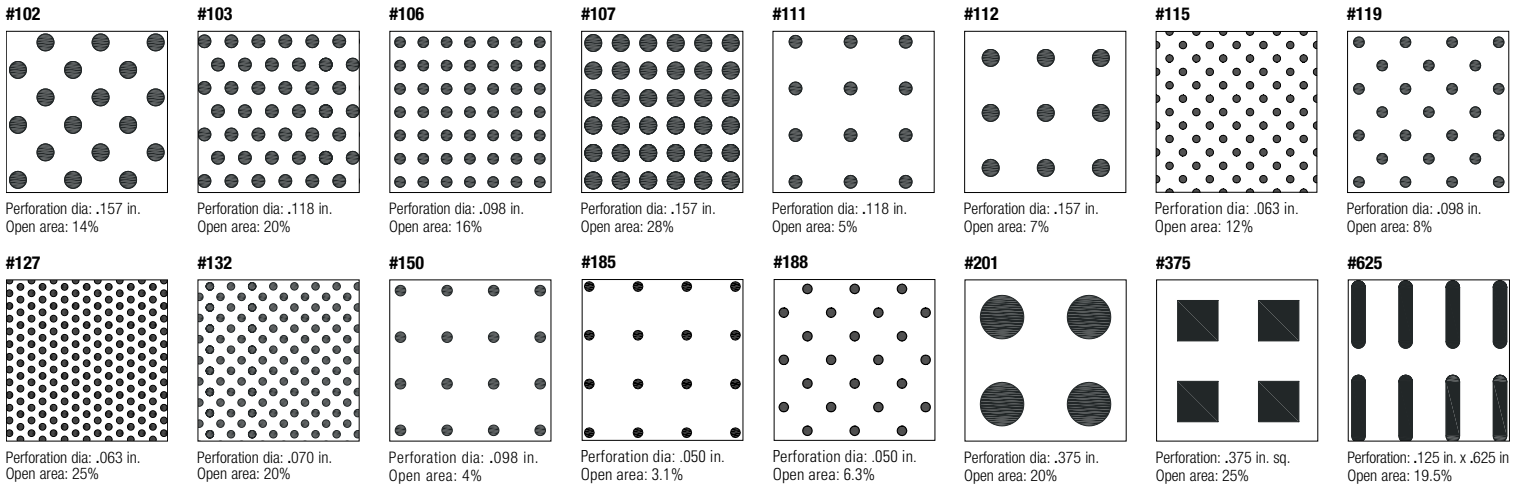 #102
Perforation dia: .157 in.
Open area: 14%
#103
Perforation dia: .118 in.
Open area: 20%
#106
Perforation dia: .098 in.
Open area: 16%
#107
Perforation dia: .157 in.
Open area: 28%
#111
Perforation dia: .118 in.
Open area: 5%
#112
Perforation dia: .157 in.
Open area: 7%
#115
Perforation dia: .063 in.
Open area: 12%
#119
Perforation dia: .098 in.
Open area: 8%
#127
Perforation dia: .063 in.
Open area: 25%
#132
Perforation dia: .070 in.
Open area: 20%
#150
Perforation dia: .098 in.
Open area: 4%
#185
Perforation dia: .050 in.
Open area: 3.1%
#188
Perforation dia: .050 in.
Open area: 6.3%
#201
Perforation dia: .375 in.
Open area: 20%
#375
Perforation: .375 in. sq.
Open area: 25%
#625
Perforation: .125 in. x .625 in
Open area: 19.5%